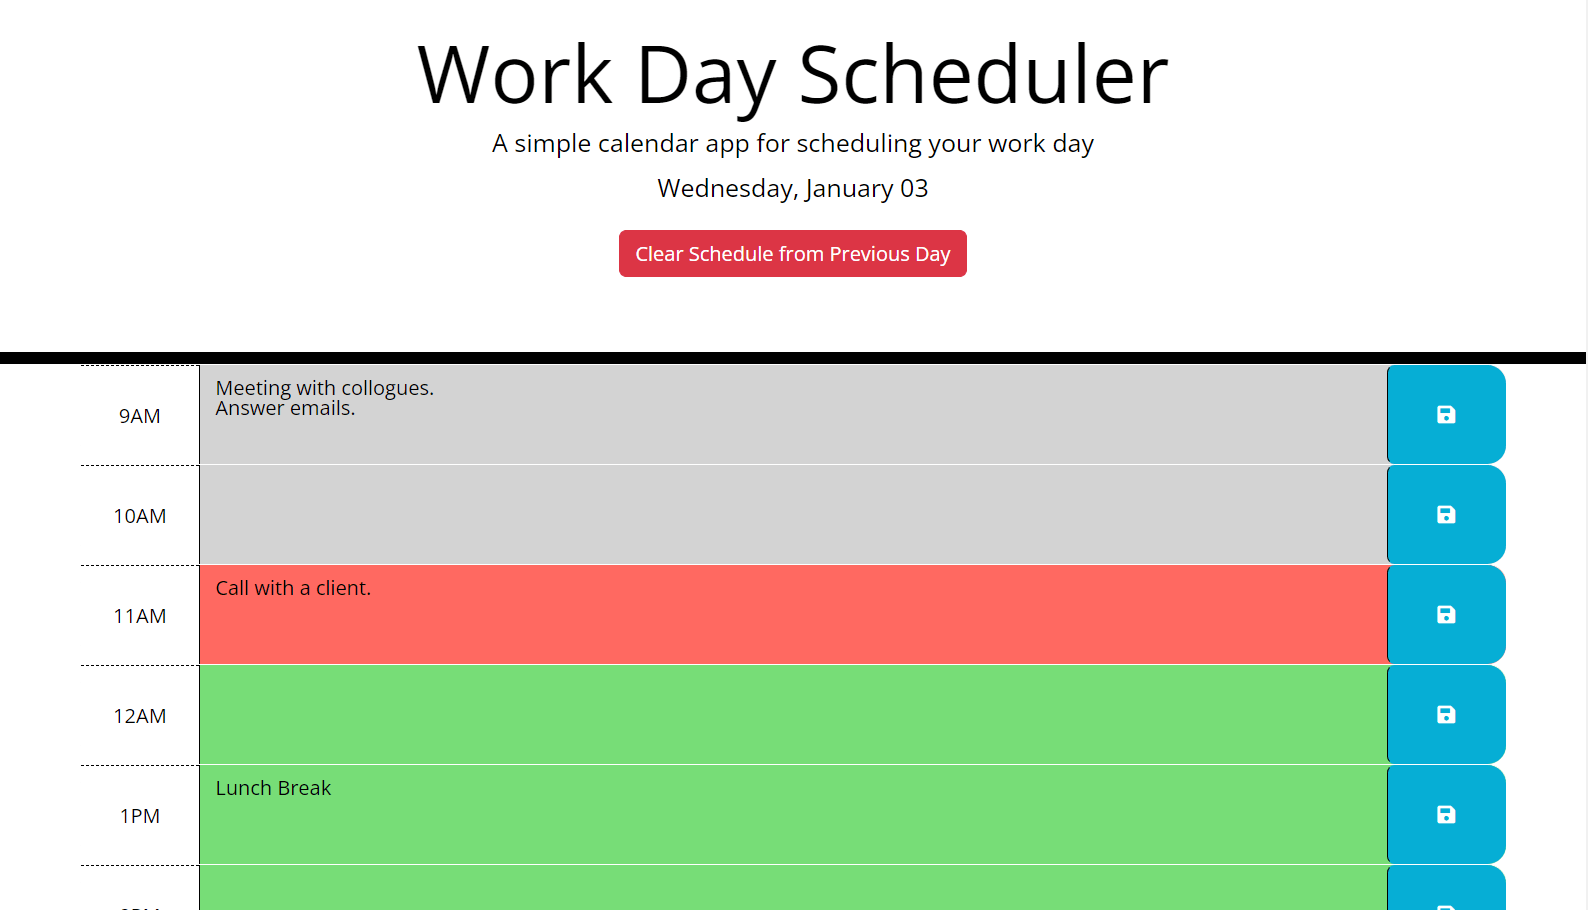 Work Day Scheduler
A simple calendar app for scheduling your work day
Wednesday, January 03
Clear Schedule from Previous Day
9AM
Meeting with collogues.
Answer emails.
10AM
11AM
Call with a client.
12AM
1PM
Lunch Break